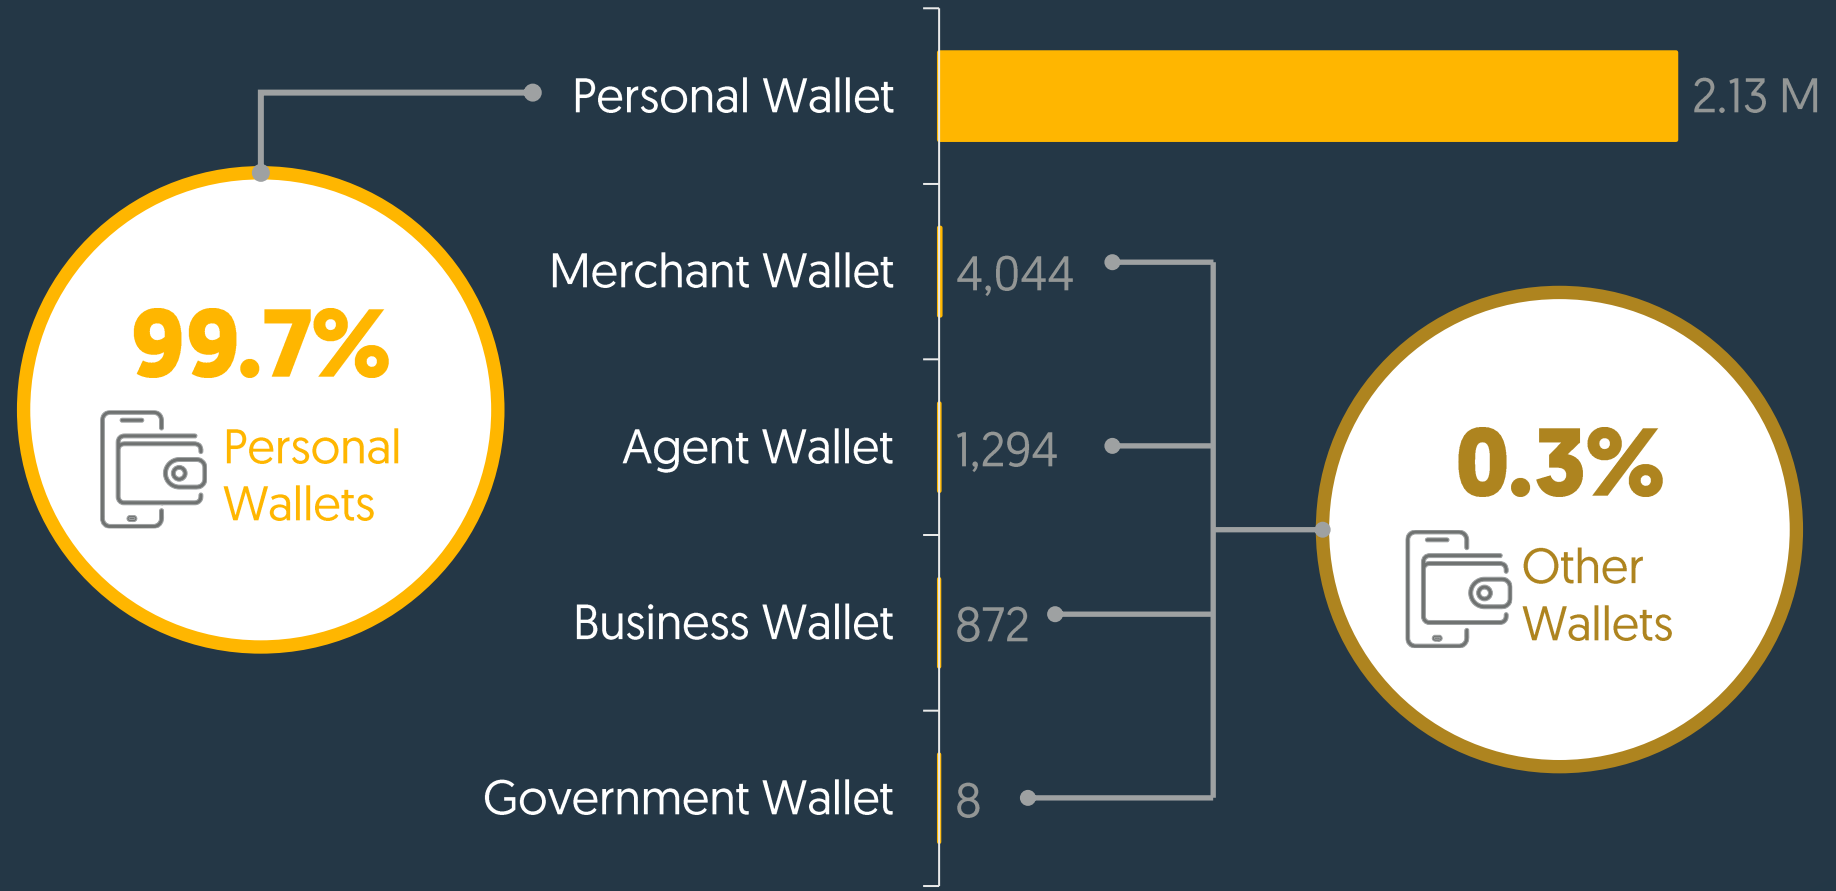 Personal Wallet
2.13 M
Merchant Wallet
4,044
Agent Wallet
1,294
Business Wallet
872
Government Wallet
8
99.7%
Personal
Wallets
0.3%
Other
Wallets